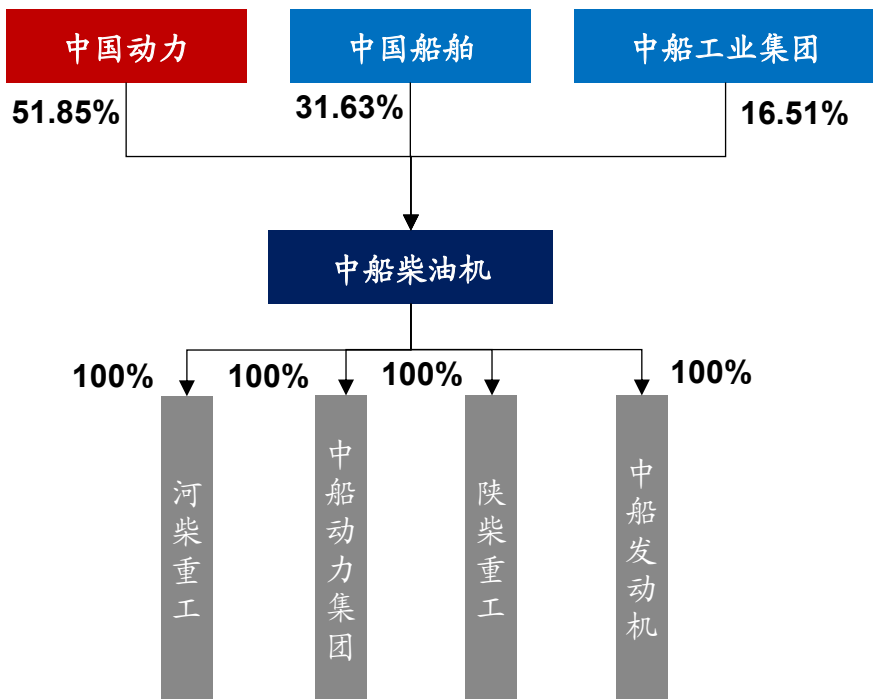 中国动力
中国船舶
中船工业集团
51.85%
31.63%
16.51%
中船柴油机
100%
100%
100%
100%
河柴重工
中船动力集团
陕柴重工
中船发动机